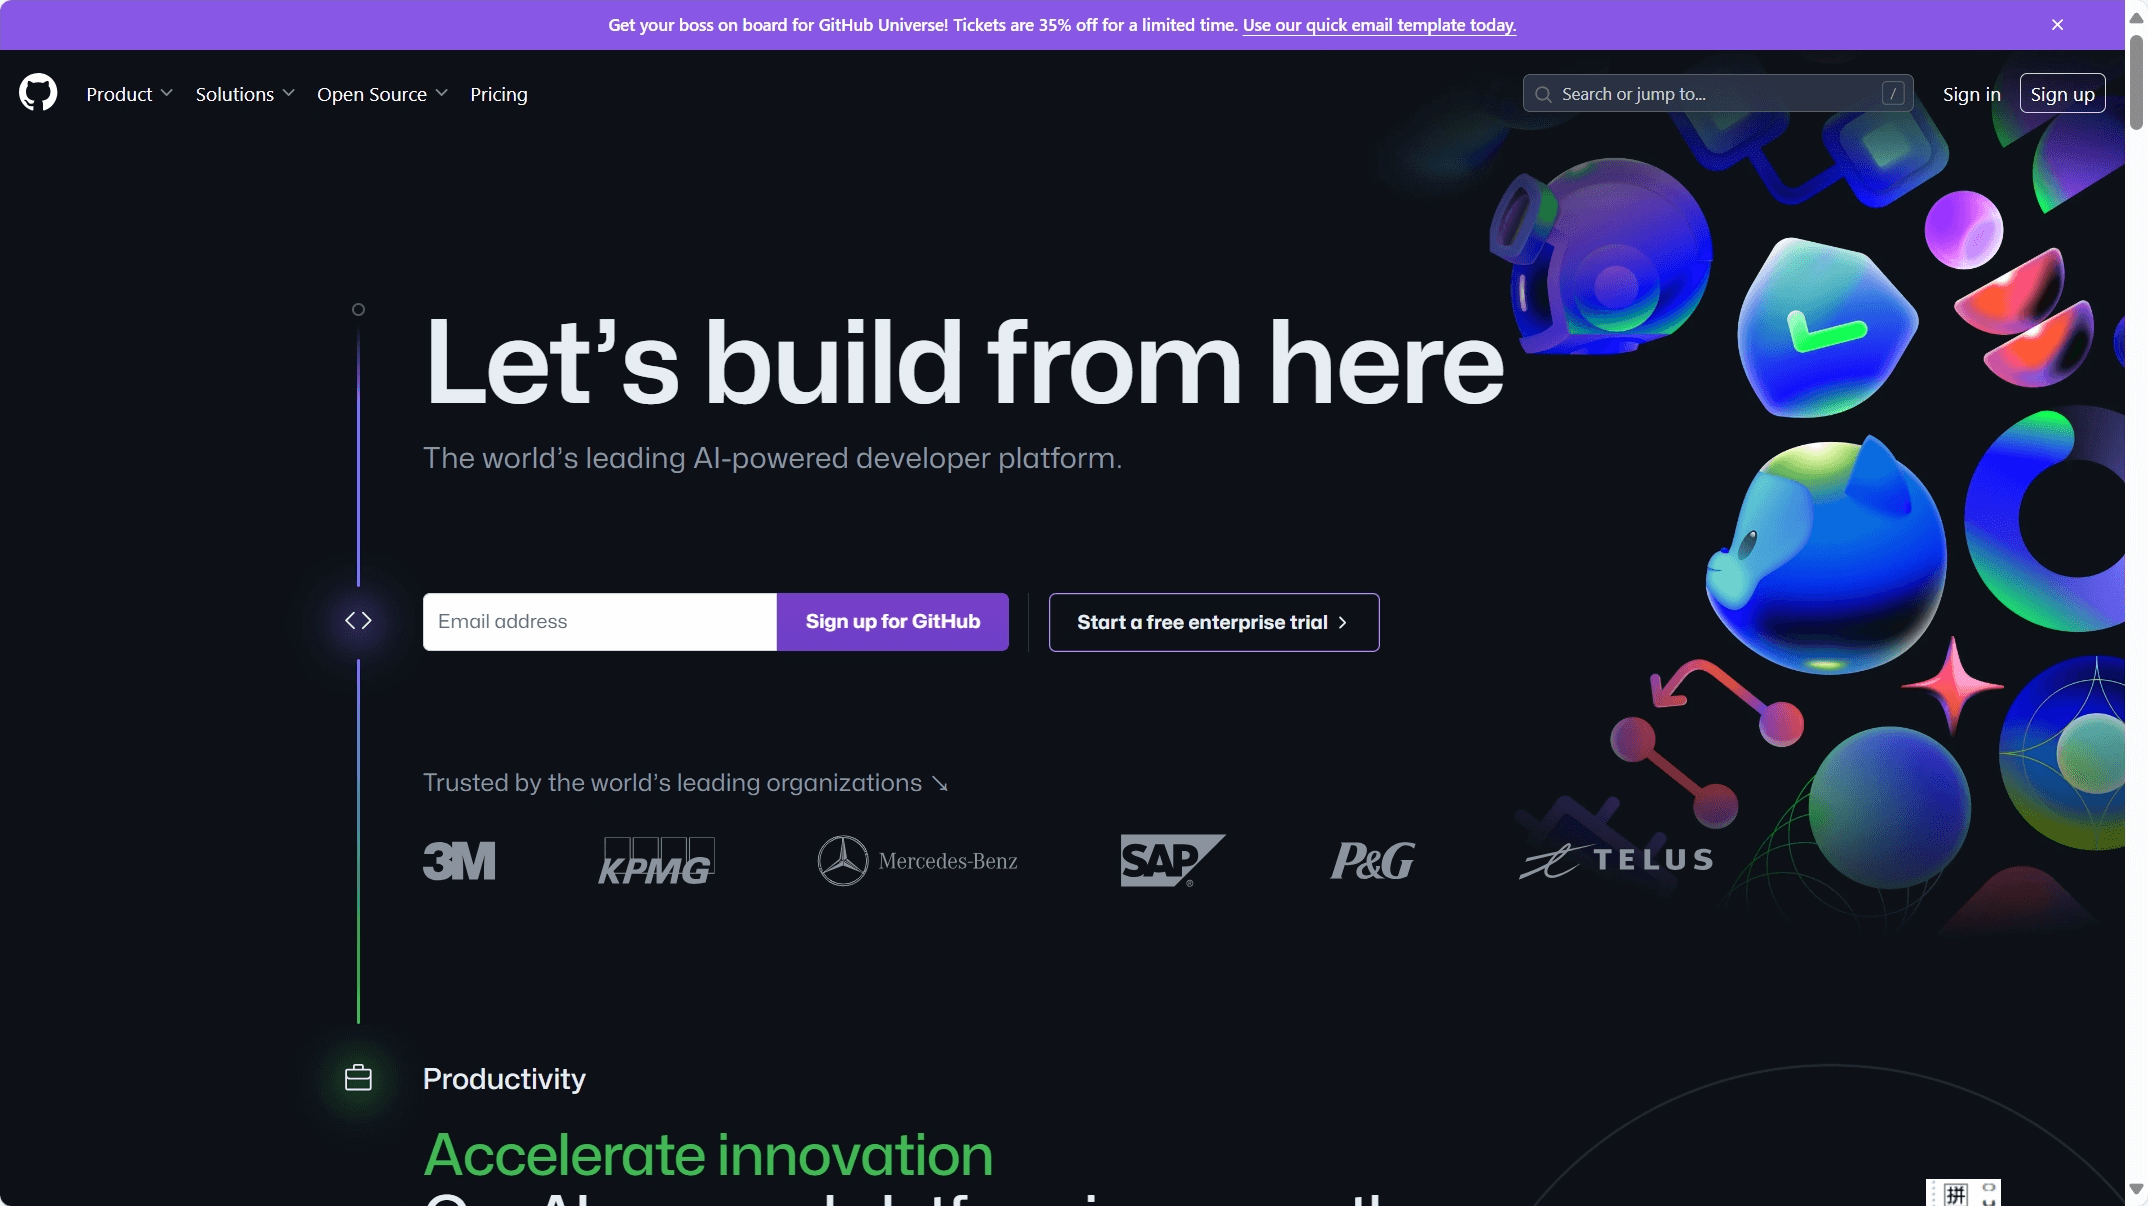 Get your boss on board for GitHub Universe! Tickets are 35% off for a limited time. Use our quick email template today.
Product Solutions Open Source Pricing Search or jump to... / Sign in Sign up
Let’s build from here
The world’s leading AI-powered developer platform.
Email address Sign up for GitHub Start a free enterprise trial
Trusted by the world’s leading organizations
3M KPMG Mercedes-Benz SAP® P&G TELUS
Productivity
Accelerate innovation
拼